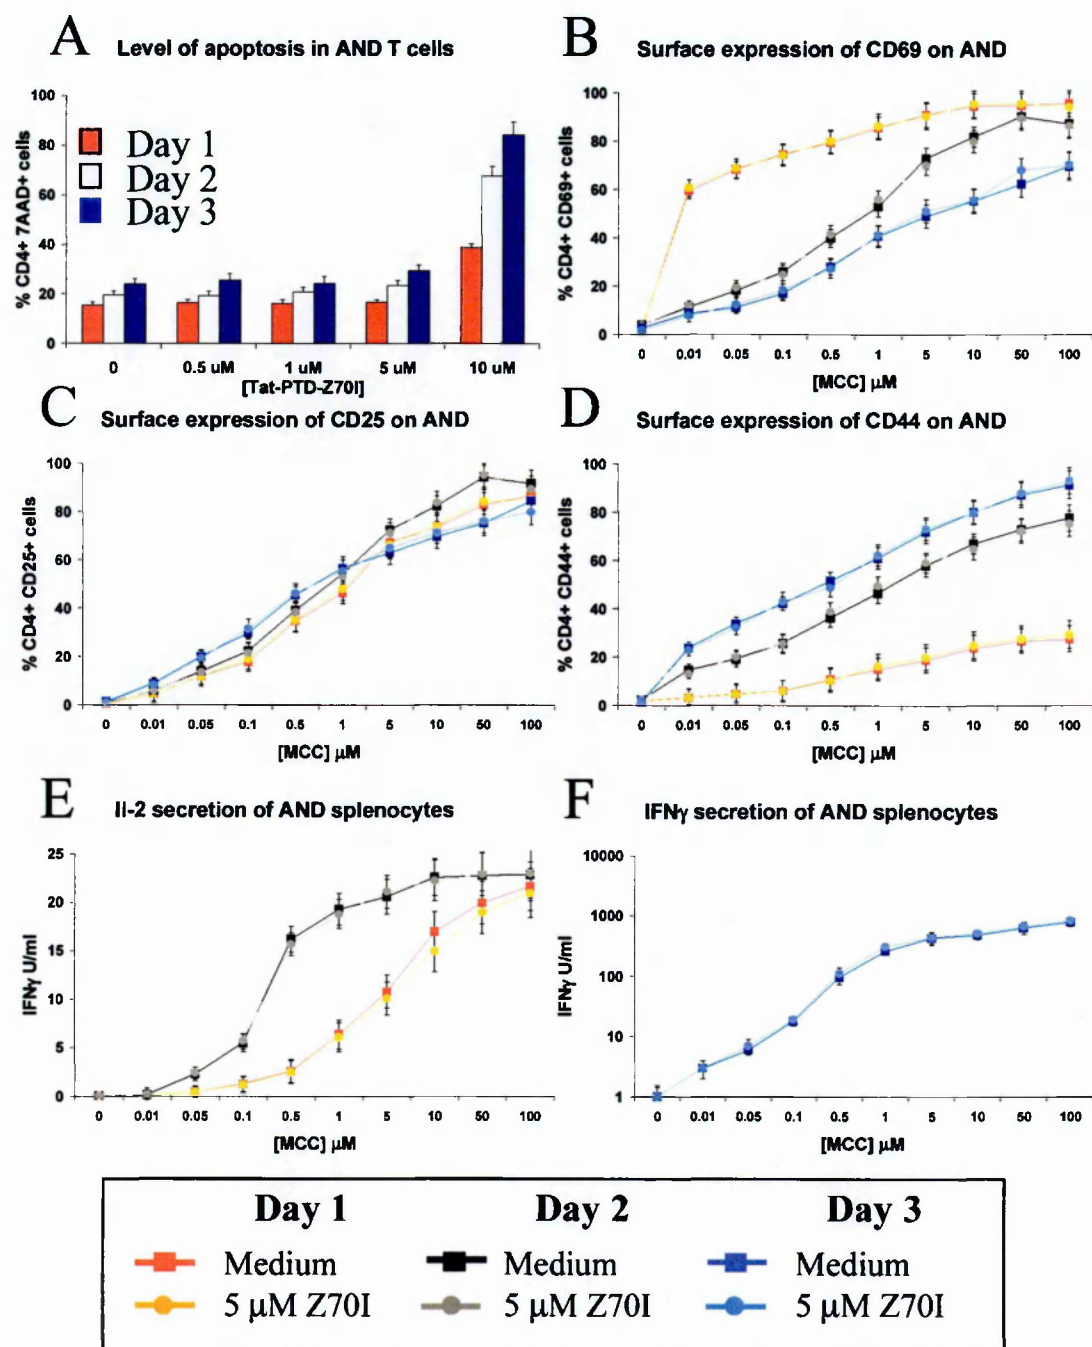 A Level of apoptosis in AND T cells
% CD4+ 7AAD+ cells
100
80
60
40
20
0
Day 1
Day 2
Day 3
0 0.5 uM 1 uM 5 uM 10 uM
[Tat-PTD-Z70I]
B Surface expression of CD69 on AND
% CD4+ CD69+ cells
100
80
60
40
20
0
0 0.01 0.05 0.1 0.5 1 5 10 50 100
[MCC] µM
C Surface expression of CD25 on AND
% CD4+ CD25+ cells
100
80
60
40
20
0
0 0.01 0.05 0.1 0.5 1 5 10 50 100
[MCC] µM
D Surface expression of CD44 on AND
% CD4+ CD44+ cells
100
80
60
40
20
0
0 0.01 0.05 0.1 0.5 1 5 10 50 100
[MCC] µM
E Il-2 secretion of AND splenocytes
IFNγ U/ml
25
20
15
10
5
0
0 0.01 0.05 0.1 0.5 1 5 10 50 100
[MCC] µM
F IFNγ secretion of AND splenocytes
IFNγ U/ml
10000
1000
100
10
1
0 0.01 0.05 0.1 0.5 1 5 10 50 100
[MCC] µM
Day 1 Day 2 Day 3
Medium Medium Medium
5 µM Z70I 5 µM Z70I 5 µM Z70I